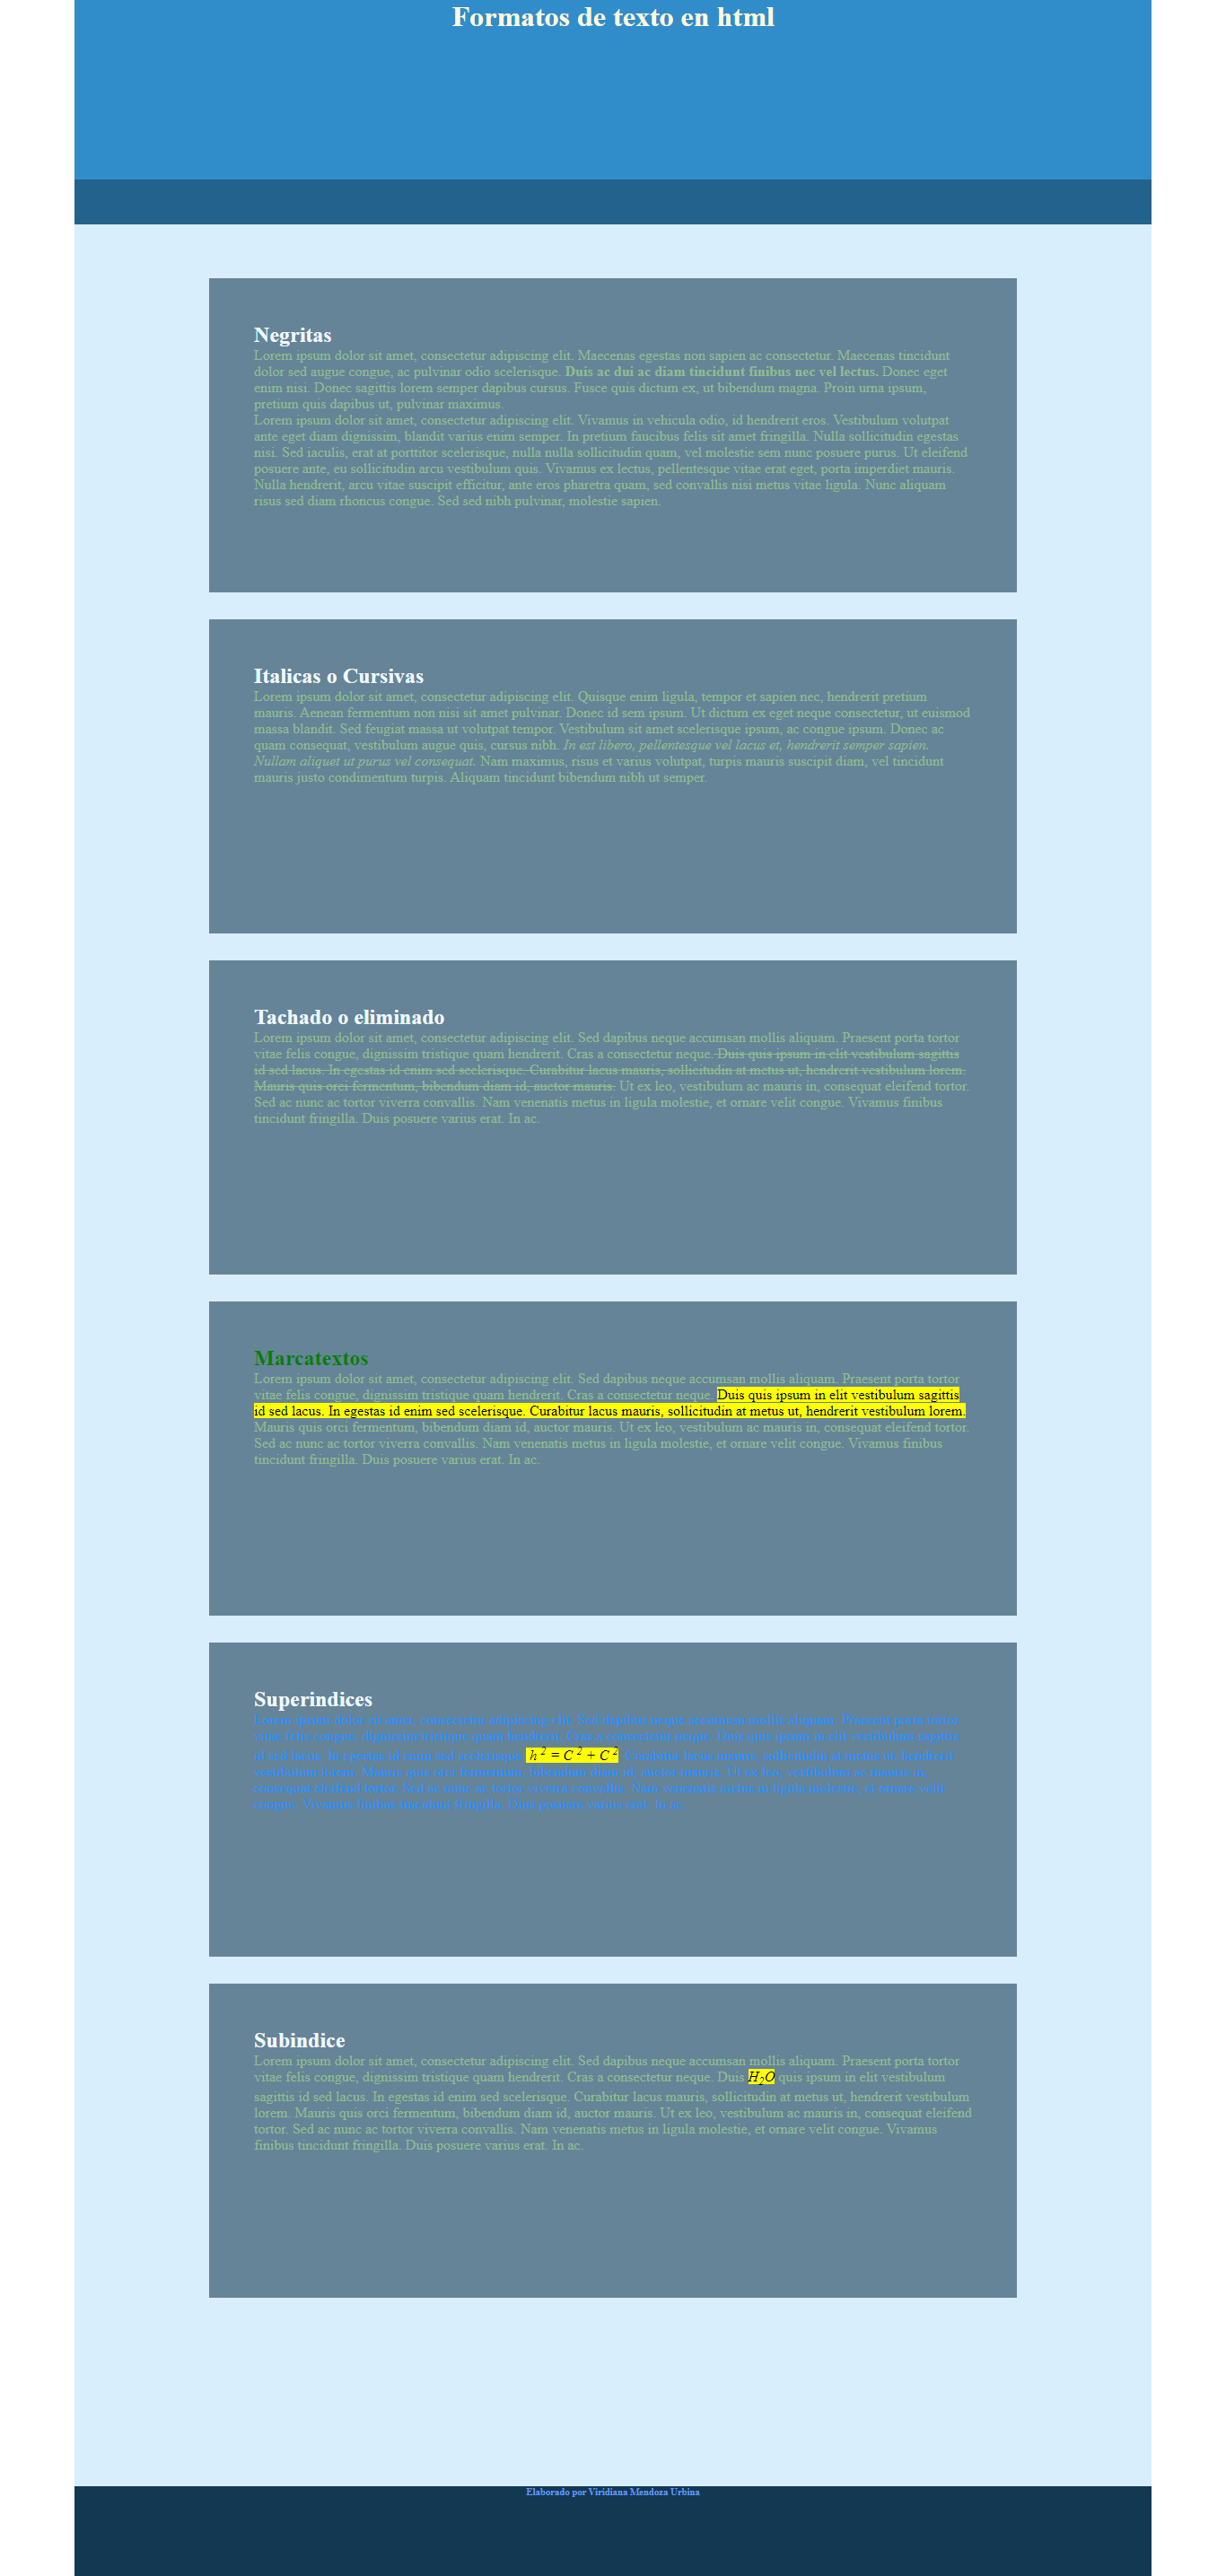 Formatos de texto en html
Negritas
Lorem ipsum dolor sit amet, consectetur adipiscing elit. Maecenas egestas non sapien ac consectetur. Maecenas tincidunt
dolor sed augue congue, ac pulvinar odio scelerisque. Duis ac dui ac diam tincidunt finibus nec vel lectus. Donec eget
enim nisi. Donec sagittis lorem semper dapibus cursus. Fusce quis dictum ex, ut bibendum magna. Proin urna ipsum,
pretium quis dapibus ut, pulvinar maximus.
Lorem ipsum dolor sit amet, consectetur adipiscing elit. Vivamus in vehicula odio, id hendrerit eros. Vestibulum volutpat
ante eget diam dignissim, blandit varius enim semper. In pretium faucibus felis sit amet fringilla. Nulla sollicitudin egestas
nisi. Sed iaculis, erat at porttitor scelerisque, nulla nulla sollicitudin quam, vel molestie sem nunc posuere purus. Ut eleifend
posuere ante, eu sollicitudin arcu vestibulum quis. Vivamus ex lectus, pellentesque vitae erat eget, porta imperdiet mauris.
Nulla hendrerit, arcu vitae suscipit efficitur, ante eros pharetra quam, sed convallis nisi metus vitae ligula. Nunc aliquam
risus sed diam rhoncus congue. Sed sed nibh pulvinar, molestie sapien.
Italicas o Cursivas
Lorem ipsum dolor sit amet, consectetur adipiscing elit. Quisque enim ligula, tempor et sapien nec, hendrerit pretium
mauris. Aenean fermentum non nisi sit amet pulvinar. Donec id sem ipsum. Ut dictum ex eget neque consectetur, ut euismod
massa blandit. Sed feugiat massa ut volutpat tempor. Vestibulum sit amet scelerisque ipsum, ac congue ipsum. Donec ac
quam consequat, vestibulum augue quis, cursus nibh. In est libero, pellentesque vel lacus et, hendrerit semper sapien.
Nullam aliquet ut purus vel consequat. Nam maximus, risus et varius volutpat, turpis mauris suscipit diam, vel tincidunt
mauris justo condimentum turpis. Aliquam tincidunt bibendum nibh ut semper.
Tachado o eliminado
Lorem ipsum dolor sit amet, consectetur adipiscing elit. Sed dapibus neque accumsan mollis aliquam. Praesent porta tortor
vitae felis congue, dignissim tristique quam hendrerit. Cras a consectetur neque. Duis quis ipsum in elit vestibulum sagittis
id sed lacus. In egestas id enim sed scelerisque. Curabitur lacus mauris, sollicitudin at metus ut, hendrerit vestibulum lorem.
Mauris quis orci fermentum, bibendum diam id, auctor mauris. Ut ex leo, vestibulum ac mauris in, consequat eleifend tortor.
Sed ac nunc ac tortor viverra convallis. Nam venenatis metus in ligula molestie, et ornare velit congue. Vivamus finibus
tincidunt fringilla. Duis posuere varius erat. In ac.
Marcatextos
Lorem ipsum dolor sit amet, consectetur adipiscing elit. Sed dapibus neque accumsan mollis aliquam. Praesent porta tortor
vitae felis congue, dignissim tristique quam hendrerit. Cras a consectetur neque. Duis quis ipsum in elit vestibulum sagittis
id sed lacus. In egestas id enim sed scelerisque. Curabitur lacus mauris, sollicitudin at metus ut, hendrerit vestibulum lorem.
Mauris quis orci fermentum, bibendum diam id, auctor mauris. Ut ex leo, vestibulum ac mauris in, consequat eleifend tortor.
Sed ac nunc ac tortor viverra convallis. Nam venenatis metus in ligula molestie, et ornare velit congue. Vivamus finibus
tincidunt fringilla. Duis posuere varius erat. In ac.
Superindices
Lorem ipsum dolor sit amet, consectetur adipiscing elit. Sed dapibus neque accumsan mollis aliquam. Praesent porta tortor
vitae felis congue, dignissim tristique quam hendrerit. Cras a consectetur neque. Duis quis ipsum in elit vestibulum sagittis
id sed lacus. In egestas id enim sed scelerisque. h ² = C ² + C ² Curabitur lacus mauris, sollicitudin at metus ut, hendrerit
vestibulum lorem. Mauris quis orci fermentum, bibendum diam id, auctor mauris. Ut ex leo, vestibulum ac mauris in,
consequat eleifend tortor. Sed ac nunc ac tortor viverra convallis. Nam venenatis metus in ligula molestie, et ornare velit
congue. Vivamus finibus tincidunt fringilla. Duis posuere varius erat. In ac.
Subindice
Lorem ipsum dolor sit amet, consectetur adipiscing elit. Sed dapibus neque accumsan mollis aliquam. Praesent porta tortor
vitae felis congue, dignissim tristique quam hendrerit. Cras a consectetur neque. Duis H₂O quis ipsum in elit vestibulum
sagittis id sed lacus. In egestas id enim sed scelerisque. Curabitur lacus mauris, sollicitudin at metus ut, hendrerit vestibulum
lorem. Mauris quis orci fermentum, bibendum diam id, auctor mauris. Ut ex leo, vestibulum ac mauris in, consequat eleifend
tortor. Sed ac nunc ac tortor viverra convallis. Nam venenatis metus in ligula molestie, et ornare velit congue. Vivamus
finibus tincidunt fringilla. Duis posuere varius erat. In ac.
Elaborado por Viridiana Mendoza Urbina